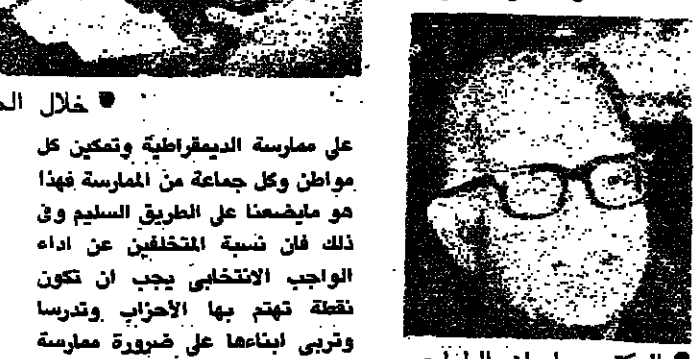 خلال
على ممارسة الديمقراطية وتمكين كل
مواطن وكل جماعة من الممارسة فهذا
هو مايضعنا على الطريق السليم وفى
ذلك فان نسبة المتخلفين عن اداء
الواجب الانتخابى يجب ان تكون
نقطة تهتم بها الأحزاب وتدرسا
وتربى ابناءها على ضرورة ممارسة